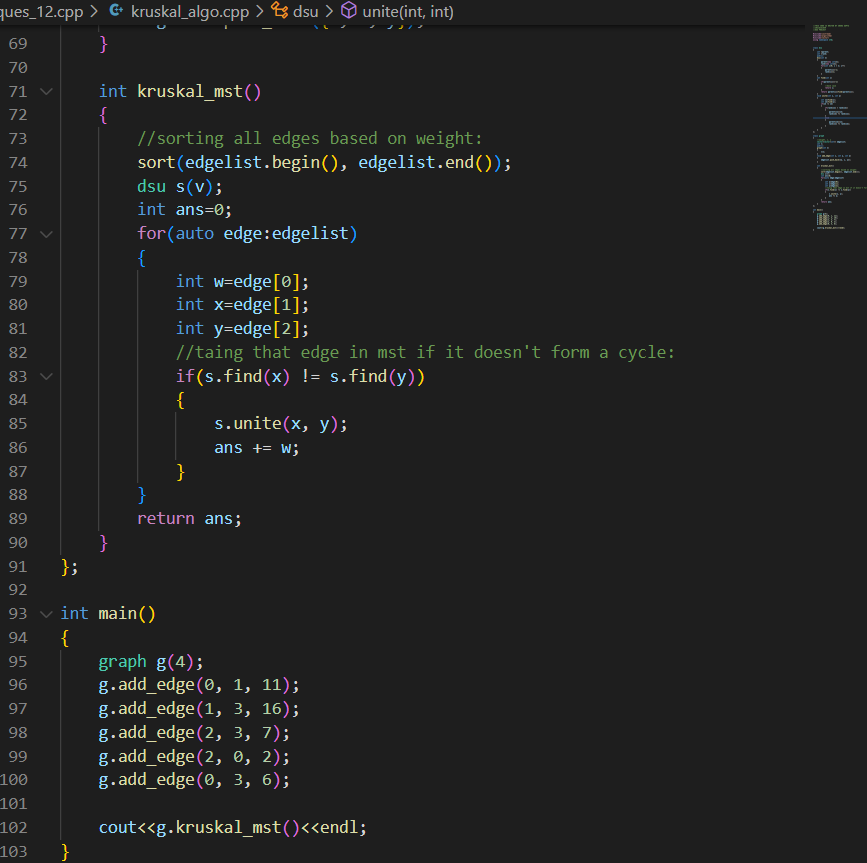 ques_12.cpp > kruskal_algo.cpp > dsu > unite(int, int)
69 }
70
71 int kruskal_mst()
72 {
73 //sorting all edges based on weight:
74 sort(edgelist.begin(), edgelist.end());
75 dsu s(v);
76 int ans=0;
77 for(auto edge:edgelist)
78 {
79 int w=edge[0];
80 int x=edge[1];
81 int y=edge[2];
82 //taing that edge in mst if it doesn't form a cycle:
83 if(s.find(x) != s.find(y))
84 {
85 s.unite(x, y);
86 ans += w;
87 }
88 }
89 return ans;
90 }
91 };
92
93 int main()
94 {
95 graph g(4);
96 g.add_edge(0, 1, 11);
97 g.add_edge(1, 3, 16);
98 g.add_edge(2, 3, 7);
99 g.add_edge(2, 0, 2);
100 g.add_edge(0, 3, 6);
101
102 cout<<g.kruskal_mst()<<endl;
103 }